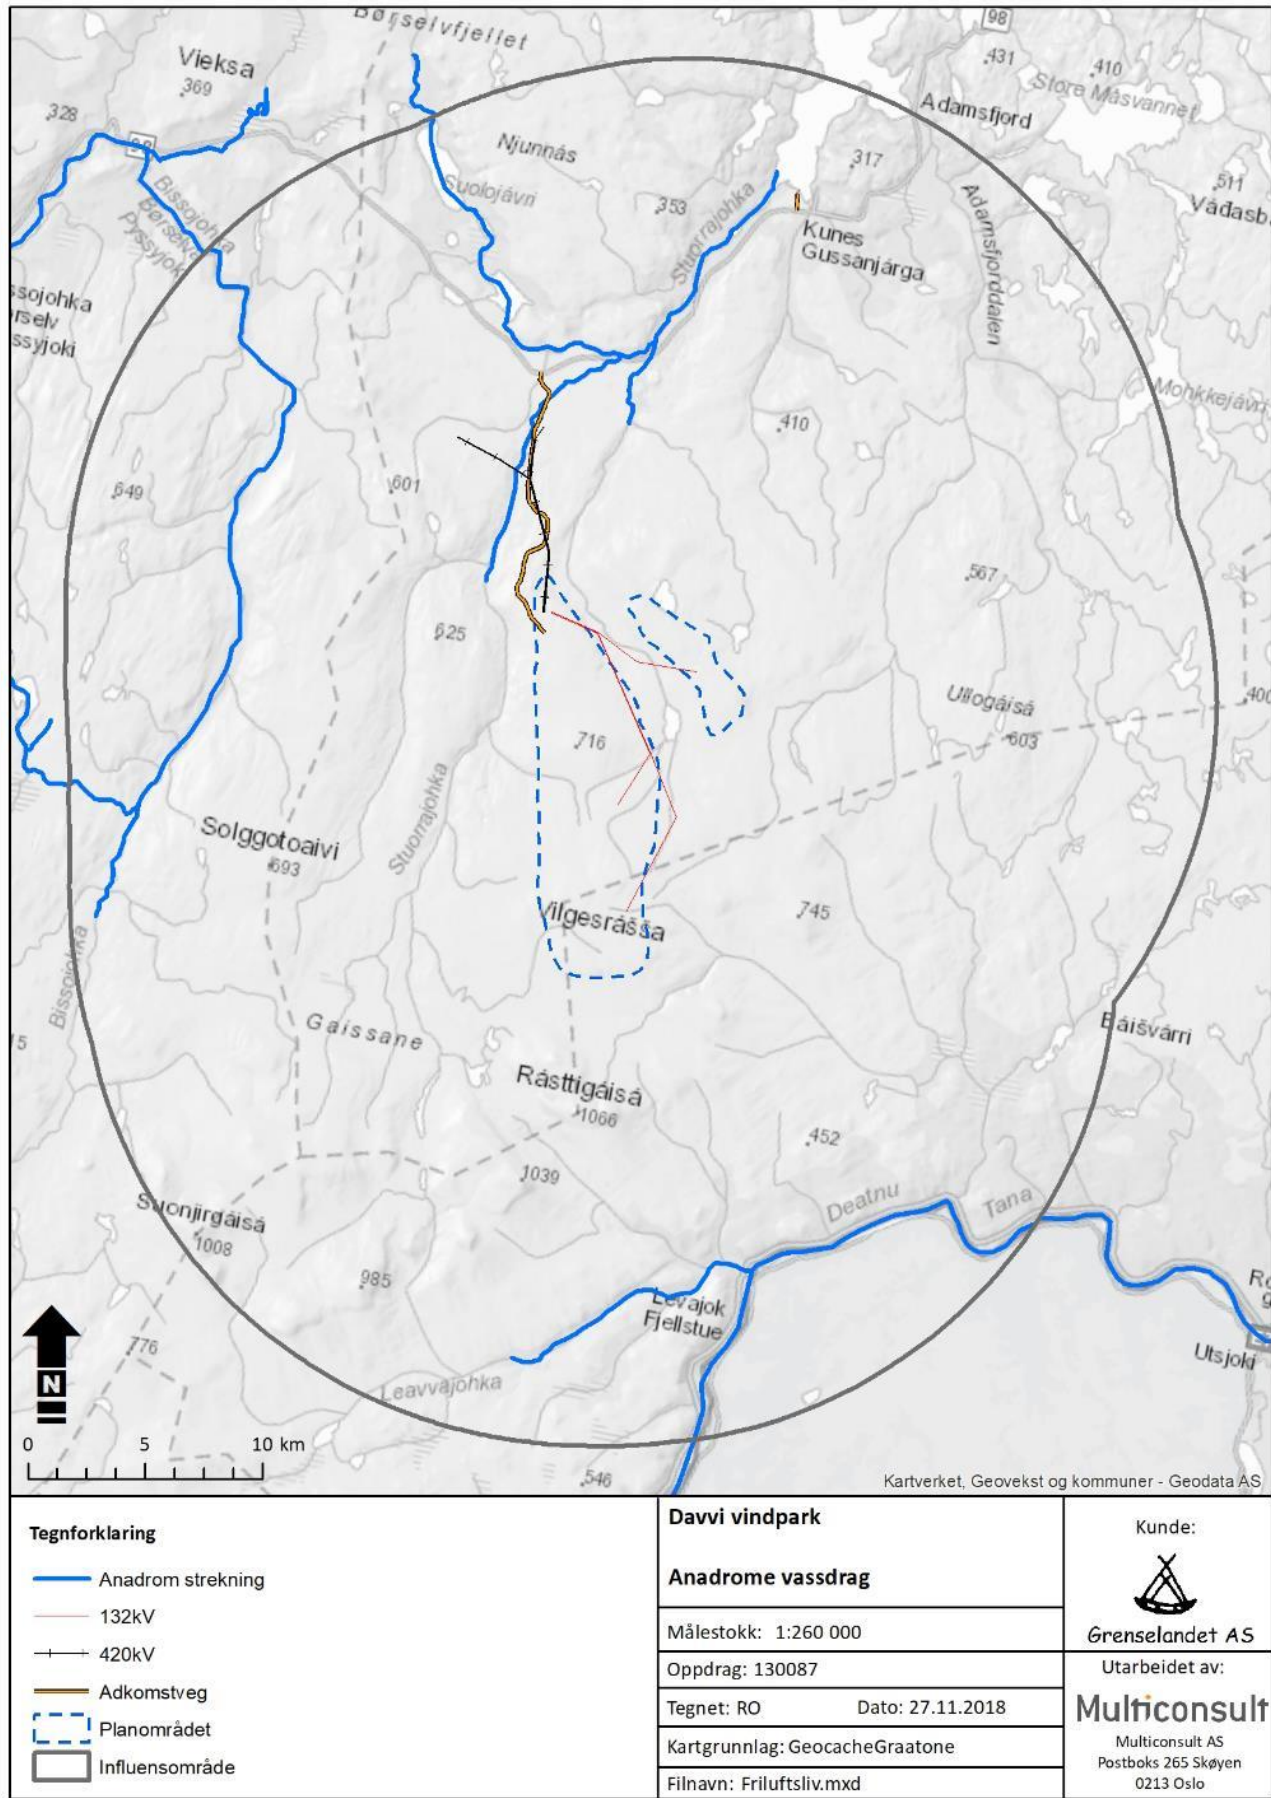 Børselvfjellet
98
Vieksa
369
431
410
Store Måsvannet
Adamsfjord
328
98
Njunnás
317
Suolojávri
353
511
Bissojohka
Børselva
Pyssyjoki
Stuorrajohka
Adamsfjorddalen
Kunes
Gussanjárga
ssojohka
rselv
ssyjoki
Mohkkejávri
410
649
601
567
625
Ullogáisá
400
716
603
Stuorrajohka
Solggotoaivi
693
Vilgesrášša
745
Bissojohka
Gaissane
Báišvárri
15
Rásttigáisá
1066
452
1039
Deatnu
Tana
Suonjirgáisá
1008
985
Levajok
Fjellstue
776
Utsjoki
Leavvajohka
N
0 5 10 km
546
Kartverket, Geovekst og kommuner - Geodata AS
Tegnforklaring
Anadrom strekning
132kV
420kV
Adkomstveg
Planområdet
Influensområde
Davvi vindpark
Anadrome vassdrag
Målestokk: 1:260 000
Oppdrag: 130087
Tegnet: RO Dato: 27.11.2018
Kartgrunnlag: GeocacheGraatone
Filnavn: Friluftsliv.mxd
Kunde:
Grenselandet AS
Utarbeidet av:
Multiconsult
Multiconsult AS
Postboks 265 Skøyen
0213 Oslo